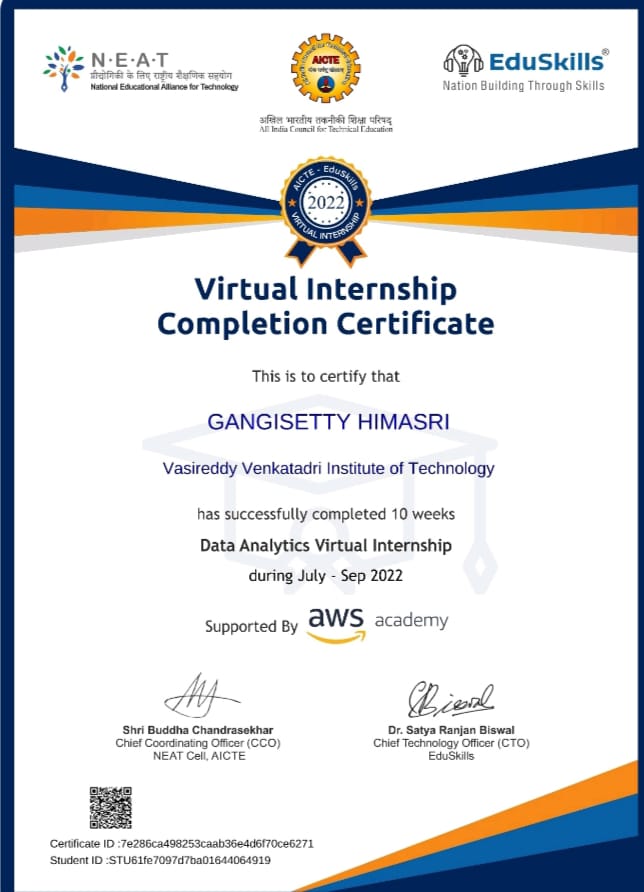 N·E·A·T
प्रौद्योगिकी के लिए राष्ट्रीय शैक्षणिक सहयोग
National Educational Alliance for Technology
AICTE
अखिल भारतीय तकनीकी शिक्षा परिषद्
All India Council for Technical Education
EduSkills®
Nation Building Through Skills
AICTE - EduSkills
2022
VIRTUAL INTERNSHIP
Virtual Internship
Completion Certificate
This is to certify that
GANGISETTY HIMASRI
Vasireddy Venkatadri Institute of Technology
has successfully completed 10 weeks
Data Analytics Virtual Internship
during July - Sep 2022
Supported By aws academy
Shri Buddha Chandrasekhar
Chief Coordinating Officer (CCO)
NEAT Cell, AICTE
Biswal
Dr. Satya Ranjan Biswal
Chief Technology Officer (CTO)
EduSkills
Certificate ID :7e286ca498253caab36e4d6f70ce6271
Student ID :STU61fe7097d7ba01644064919